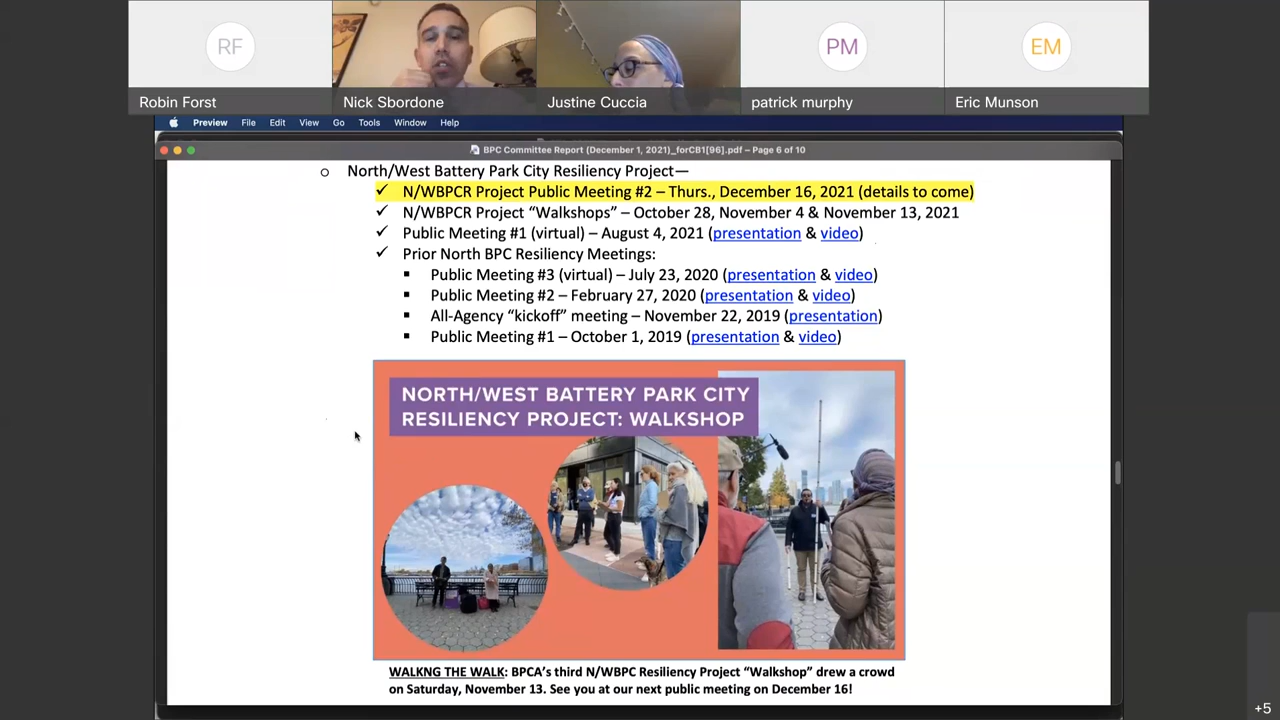 RF
PM
EM
Robin Forst
Nick Sbordone
Justine Cuccia
patrick murphy
Eric Munson
Preview File Edit View Go Tools Window Help
BPC Committee Report (December 1, 2021)_forCB1[96].pdf – Page 6 of 10
o North/West Battery Park City Resiliency Project—
✓ N/WBPCR Project Public Meeting #2 – Thurs., December 16, 2021 (details to come)
✓ N/WBPCR Project “Walkshops” – October 28, November 4 & November 13, 2021
✓ Public Meeting #1 (virtual) – August 4, 2021 (presentation & video)
✓ Prior North BPC Resiliency Meetings:
▪ Public Meeting #3 (virtual) – July 23, 2020 (presentation & video)
▪ Public Meeting #2 – February 27, 2020 (presentation & video)
▪ All-Agency “kickoff” meeting – November 22, 2019 (presentation)
▪ Public Meeting #1 – October 1, 2019 (presentation & video)
NORTH/WEST BATTERY PARK CITY
RESILIENCY PROJECT: WALKSHOP
WALKNG THE WALK: BPCA’s third N/WBPC Resiliency Project “Walkshop” drew a crowd
on Saturday, November 13. See you at our next public meeting on December 16!
+5